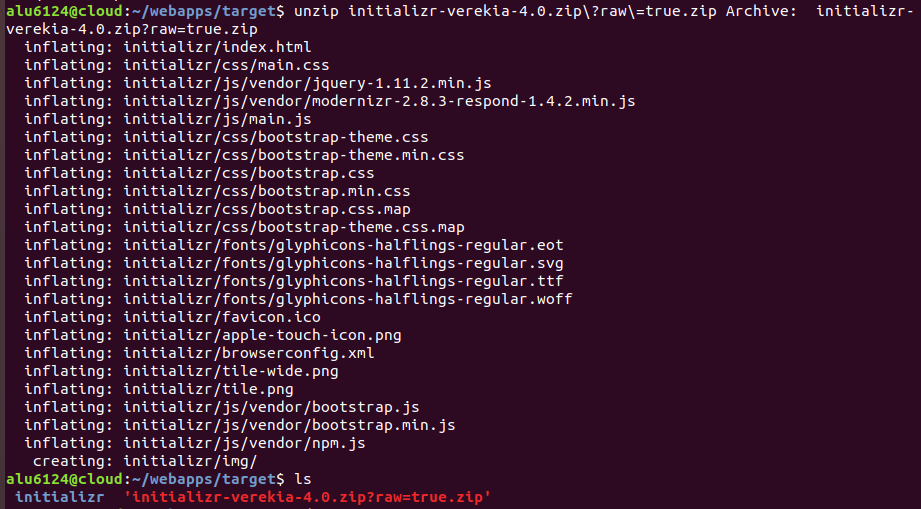 alu6124@cloud:~/webapps/target$ unzip initializr-verekia-4.0.zip\?raw\=true.zip Archive:  initializr-
verekia-4.0.zip?raw=true.zip
  inflating: initializr/index.html
  inflating: initializr/css/main.css
  inflating: initializr/js/vendor/jquery-1.11.2.min.js
  inflating: initializr/js/vendor/modernizr-2.8.3-respond-1.4.2.min.js
  inflating: initializr/js/main.js
  inflating: initializr/css/bootstrap-theme.css
  inflating: initializr/css/bootstrap-theme.min.css
  inflating: initializr/css/bootstrap.css
  inflating: initializr/css/bootstrap.min.css
  inflating: initializr/css/bootstrap.css.map
  inflating: initializr/css/bootstrap-theme.css.map
  inflating: initializr/fonts/glyphicons-halflings-regular.eot
  inflating: initializr/fonts/glyphicons-halflings-regular.svg
  inflating: initializr/fonts/glyphicons-halflings-regular.ttf
  inflating: initializr/fonts/glyphicons-halflings-regular.woff
  inflating: initializr/favicon.ico
  inflating: initializr/apple-touch-icon.png
  inflating: initializr/browserconfig.xml
  inflating: initializr/tile-wide.png
  inflating: initializr/tile.png
  inflating: initializr/js/vendor/bootstrap.js
  inflating: initializr/js/vendor/bootstrap.min.js
  inflating: initializr/js/vendor/npm.js
   creating: initializr/img/
alu6124@cloud:~/webapps/target$ ls
 initializr  'initializr-verekia-4.0.zip?raw=true.zip'